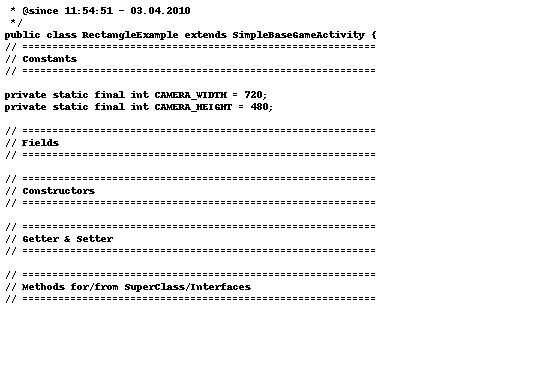 * @since 11:54:51 - 03.04.2010
*/
public class RectangleExample extends SimpleBaseGameActivity {
// ===========================================================
// Constants
// ===========================================================
private static final int CAMERA_WIDTH = 720;
private static final int CAMERA_HEIGHT = 480;
// ===========================================================
// Fields
// ===========================================================
// ===========================================================
// Constructors
// ===========================================================
// ===========================================================
// Getter & Setter
// ===========================================================
// ===========================================================
// Methods for/from SuperClass/Interfaces
// ===========================================================